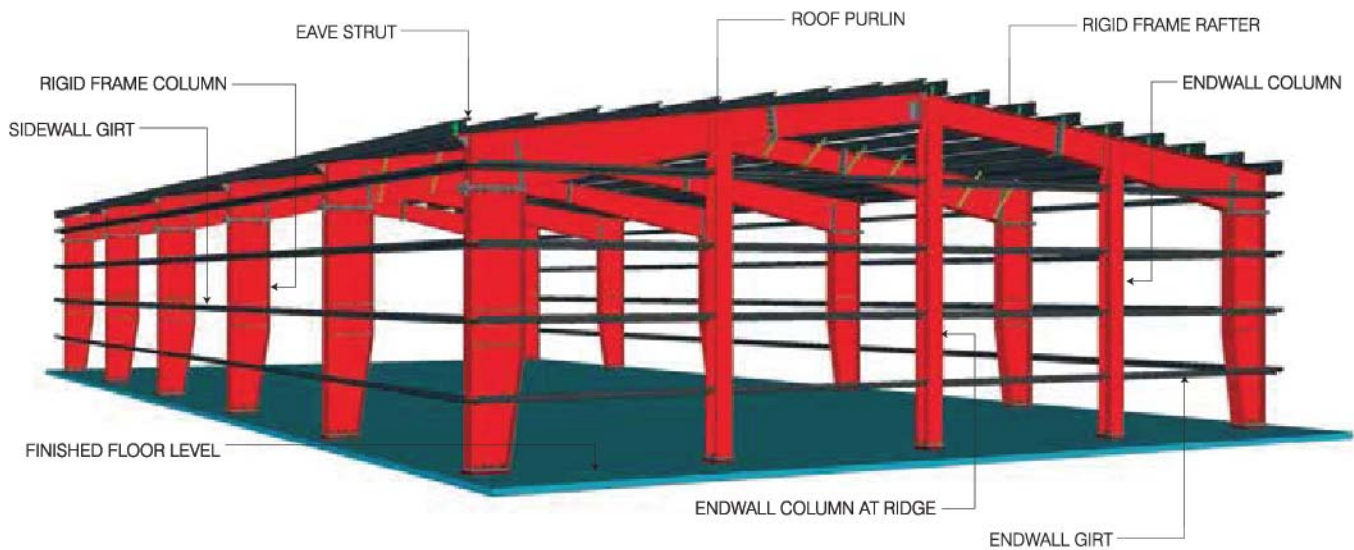 ROOF PURLIN
RIGID FRAME RAFTER
EAVE STRUT
RIGID FRAME COLUMN
ENDWALL COLUMN
SIDEWALL GIRT
FINISHED FLOOR LEVEL
ENDWALL COLUMN AT RIDGE
ENDWALL GIRT